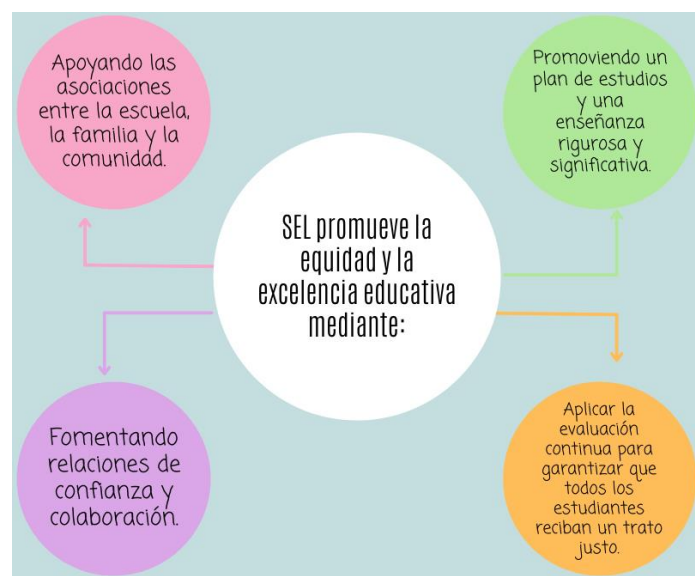 Apoyando las
asociaciones
entre la escuela,
la familia y la
comunidad.
Promoviendo un
plan de estudios
y una
enseñanza
rigurosa y
significativa.
SEL promueve la
equidad y la
excelencia educativa
mediante:
Fomentando
relaciones de
confianza y
colaboración.
Aplicar la
evaluación
continua para
garantizar que
todos los
estudiantes
reciban un trato
justo.